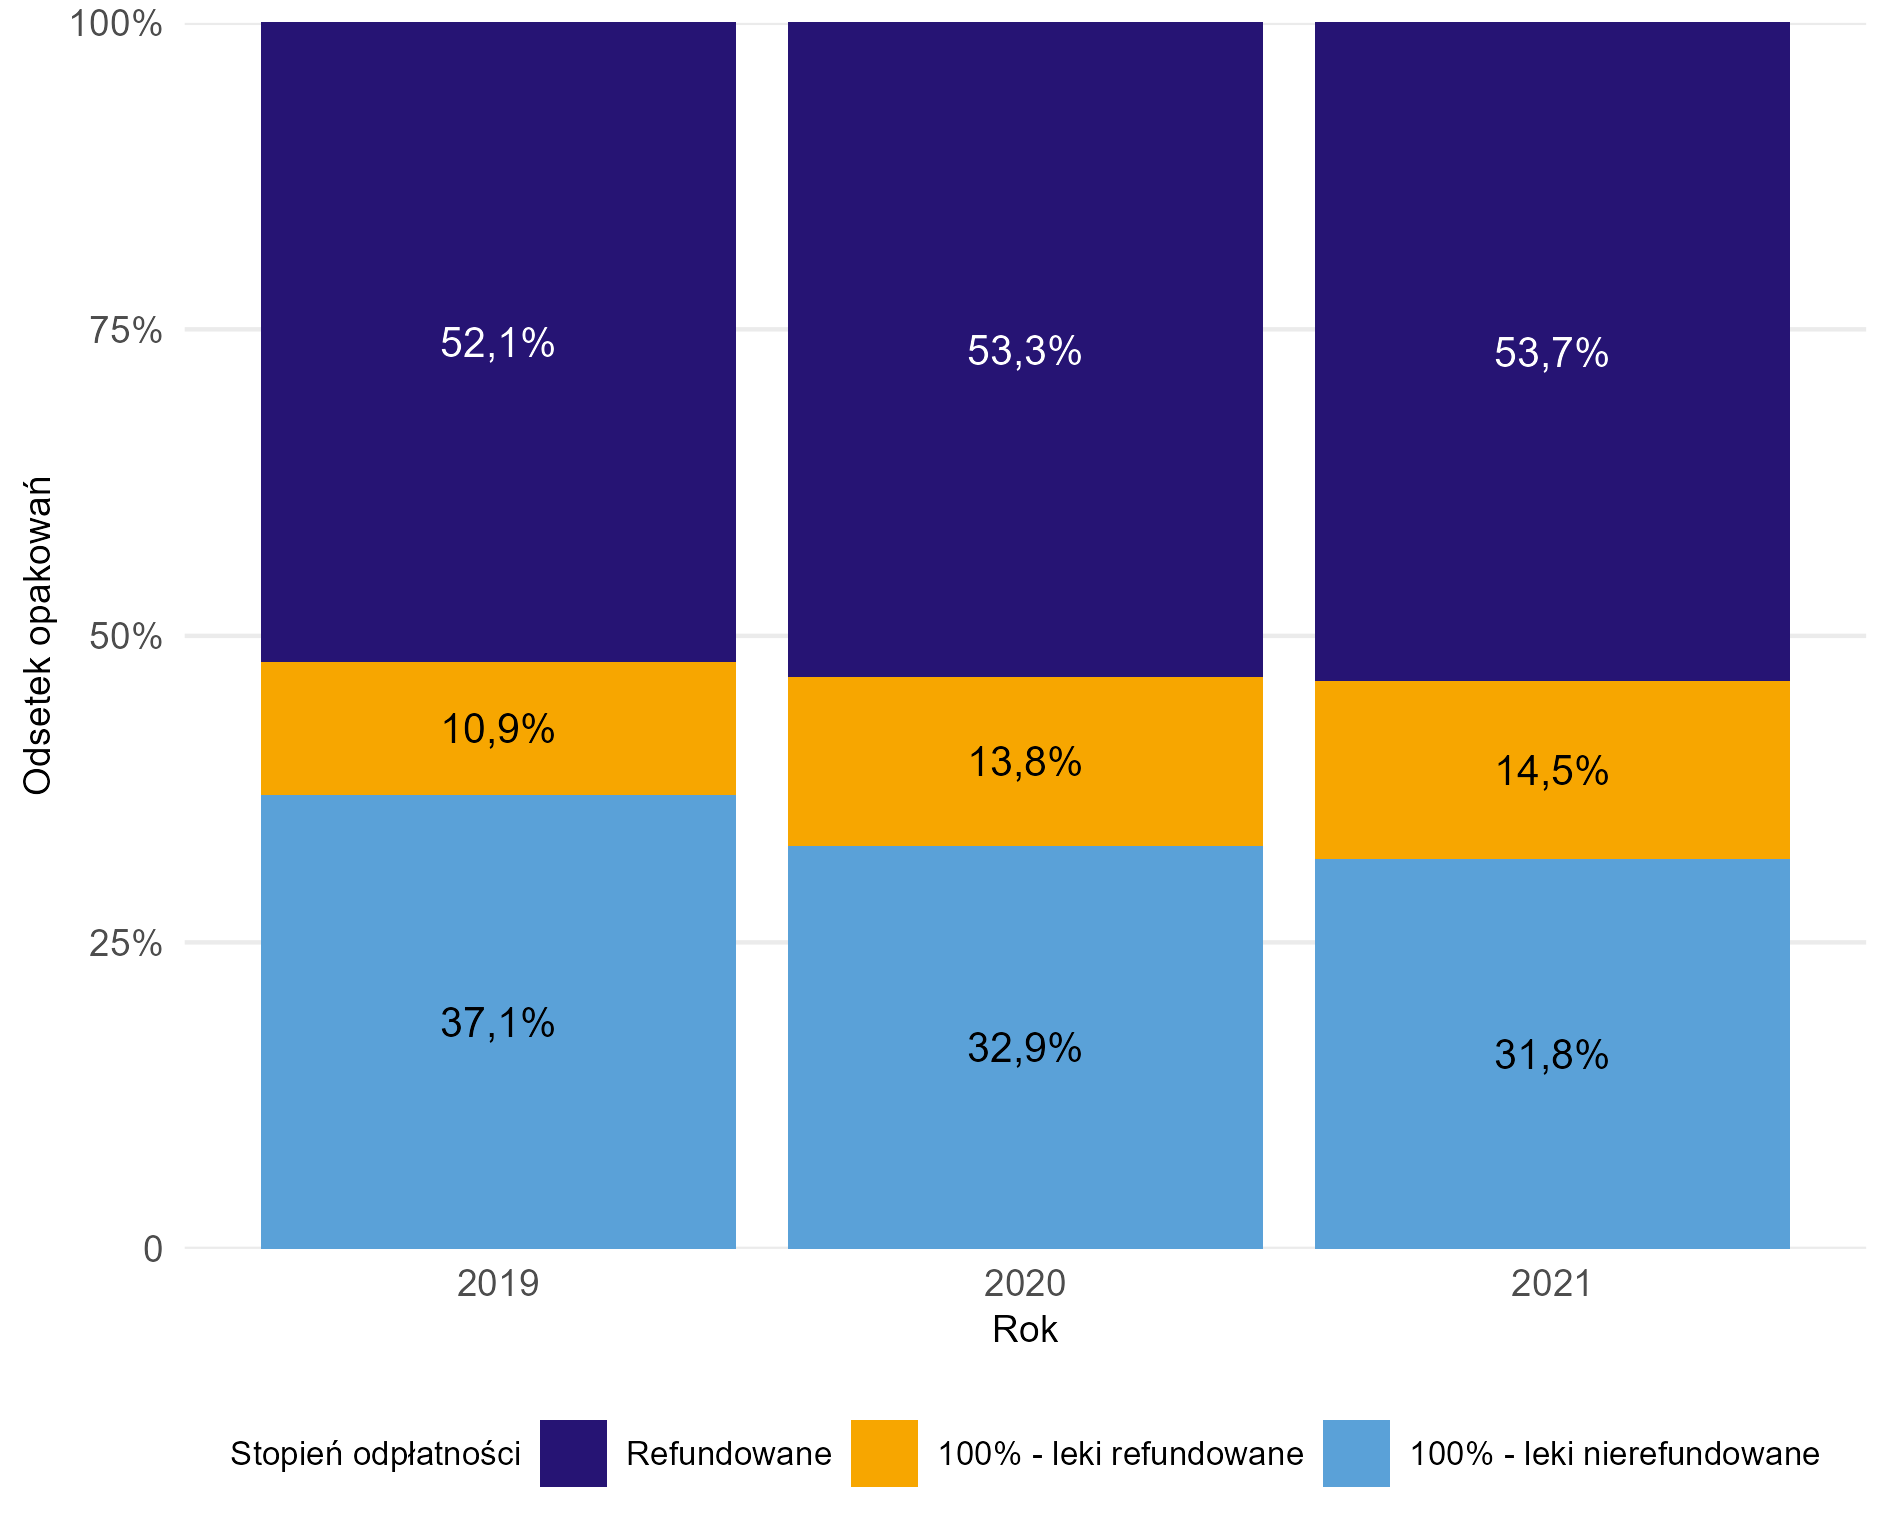 100%
75%
50%
25%
0
Odsetek opakowań
52,1%
53,3%
53,7%
10,9%
13,8%
14,5%
37,1%
32,9%
31,8%
2019
2020
2021
Rok
Stopień odpłatności
Refundowane
100% - leki refundowane
100% - leki nierefundowane